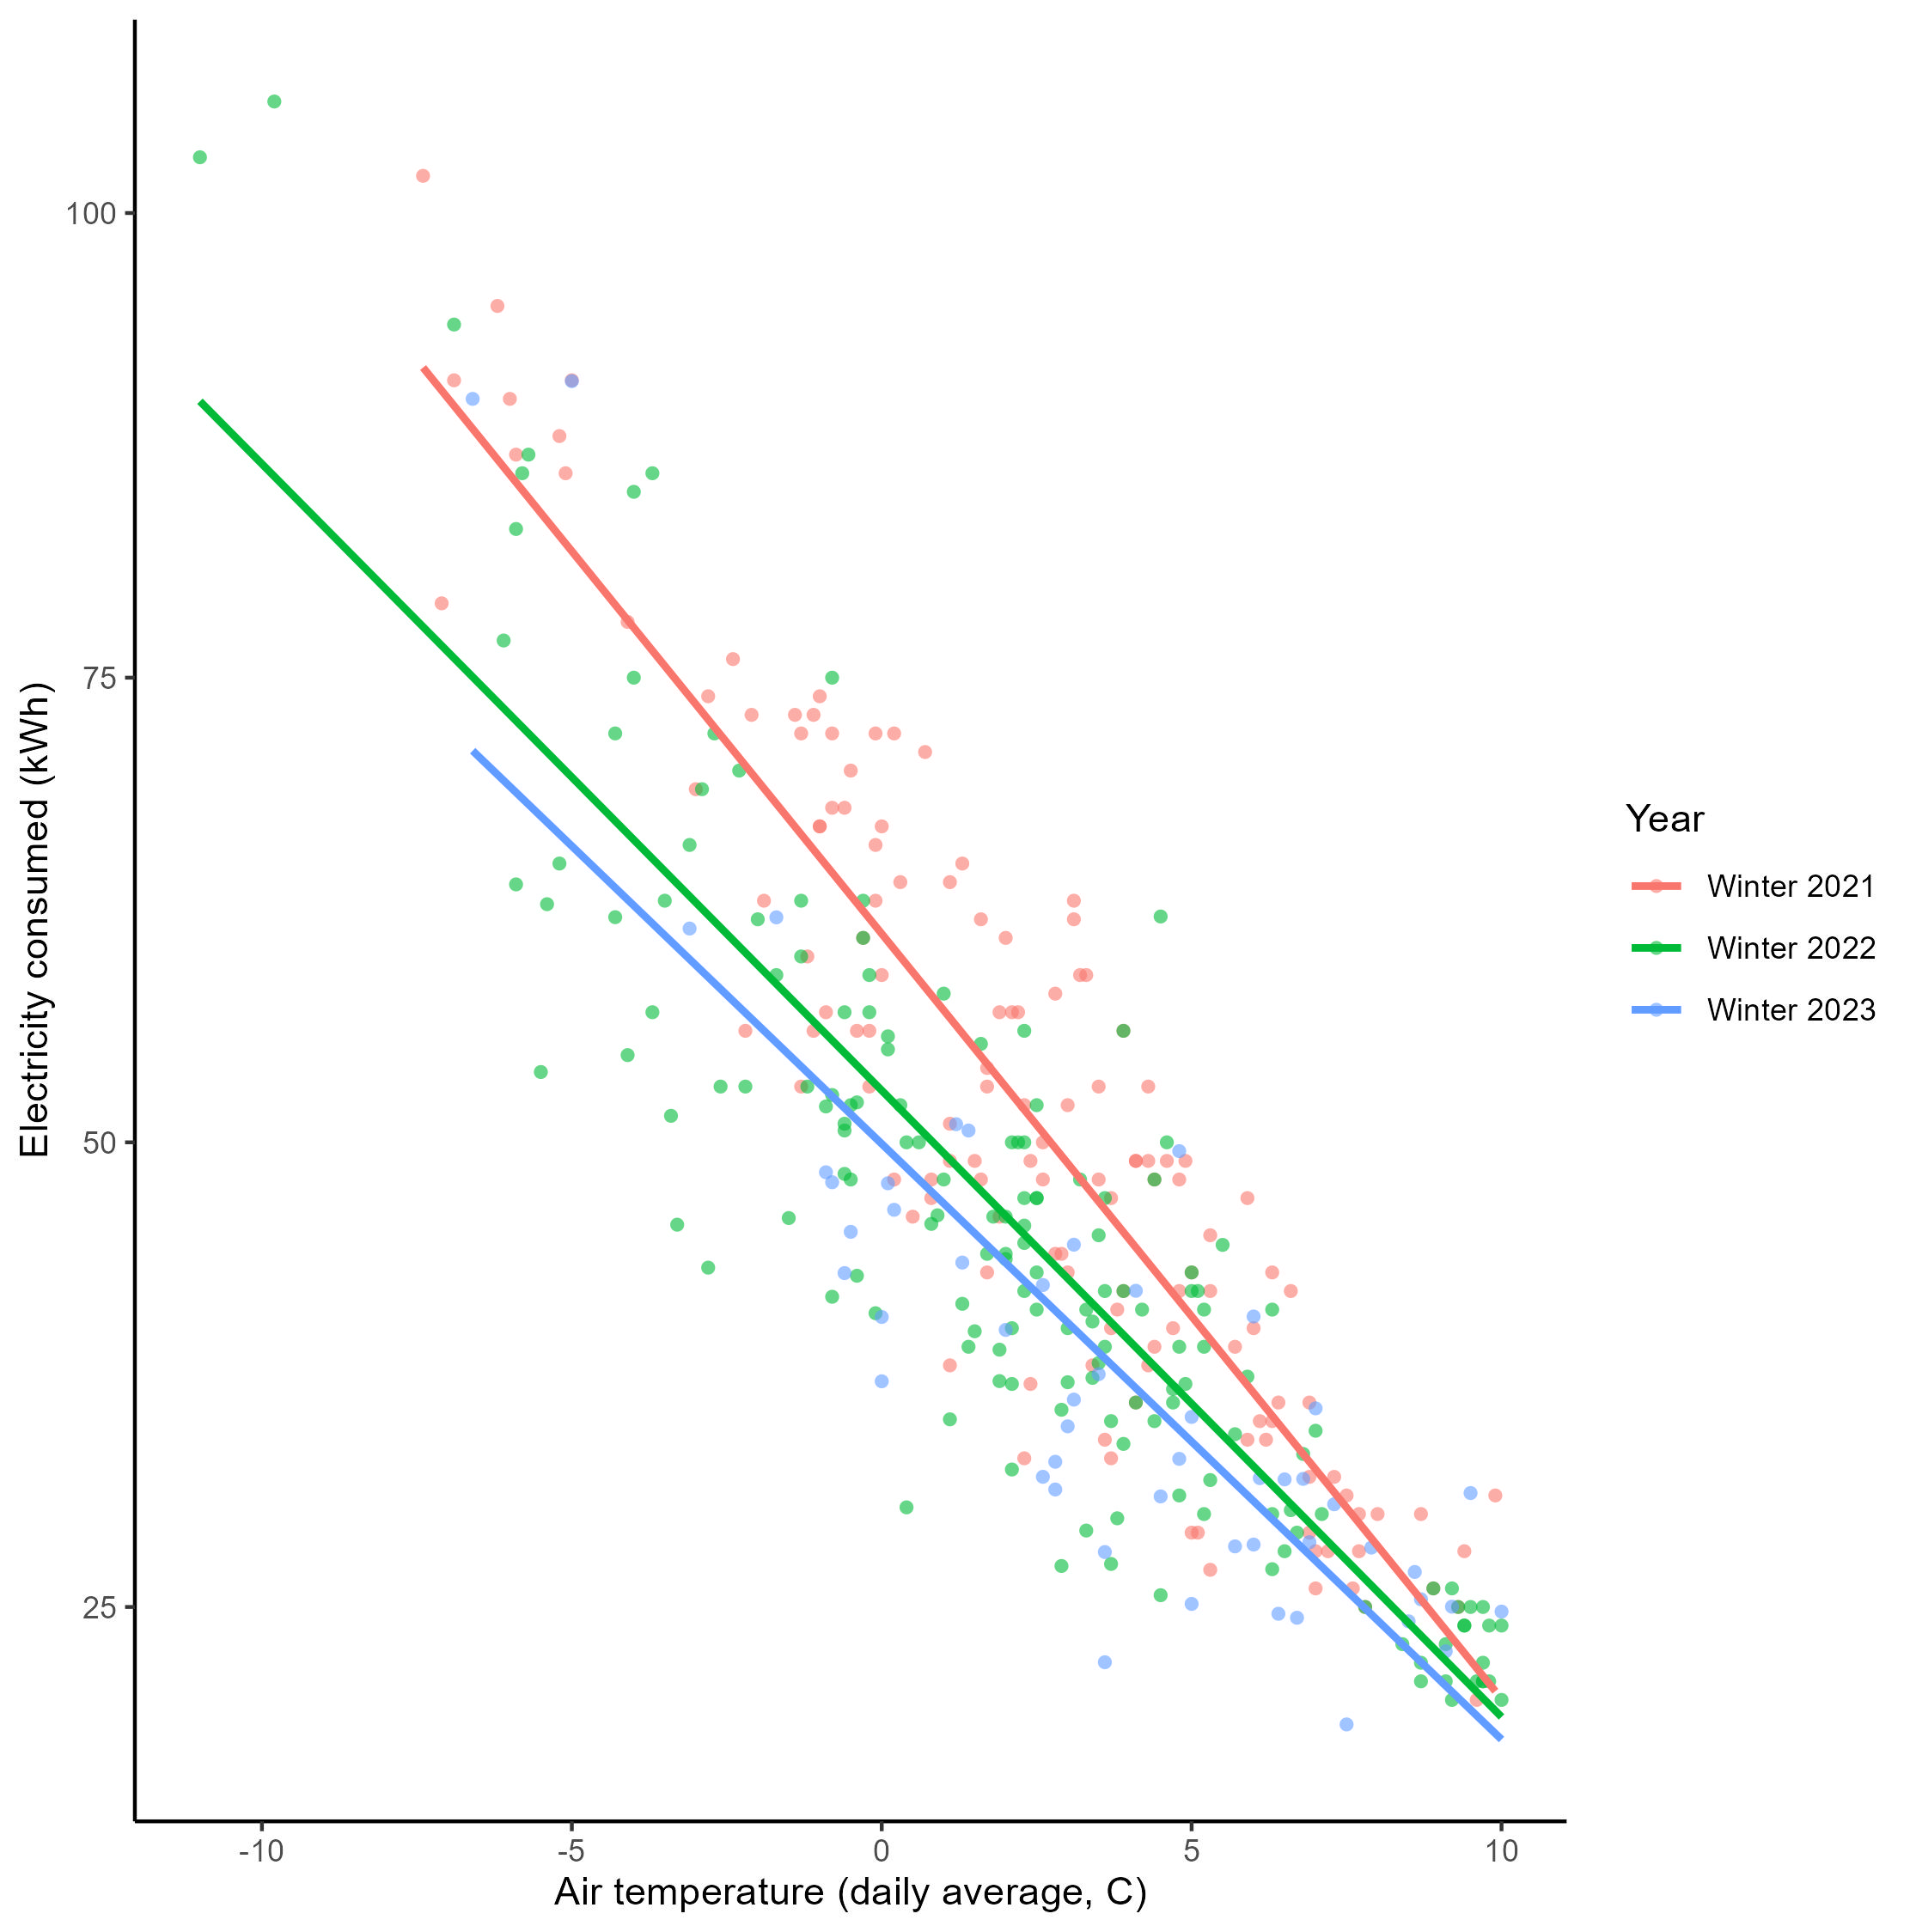 100
75
50
25
Electricity consumed (kWh)
-10 -5 0 5 10
Air temperature (daily average, C)
Year
Winter 2021
Winter 2022
Winter 2023